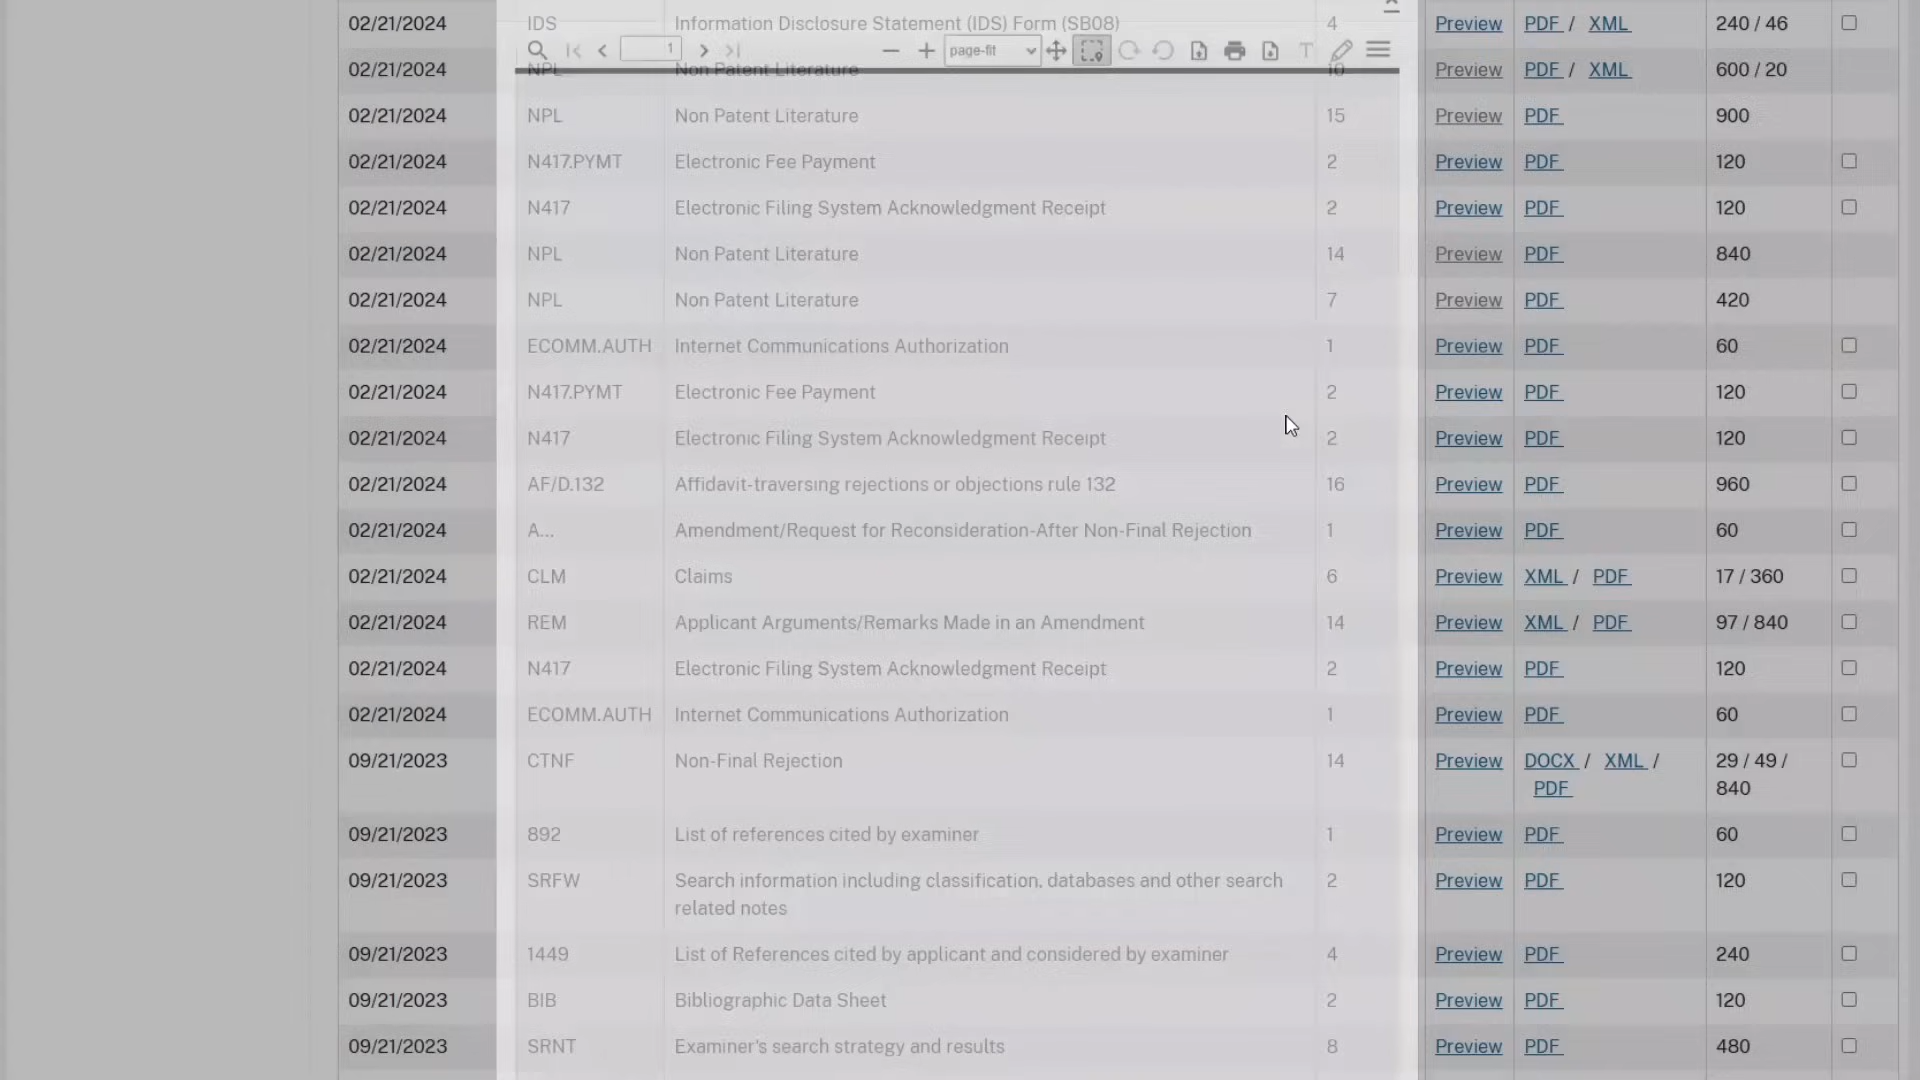 02/21/2024 IDS Information Disclosure Statement (IDS) Form (SB08) 4 Preview PDF / XML 240 / 46
1 page-fit
02/21/2024 NPL Non Patent Literature 10 Preview PDF / XML 600 / 20
02/21/2024 NPL Non Patent Literature 15 Preview PDF 900
02/21/2024 N417.PYMT Electronic Fee Payment 2 Preview PDF 120
02/21/2024 N417 Electronic Filing System Acknowledgment Receipt 2 Preview PDF 120
02/21/2024 NPL Non Patent Literature 14 Preview PDF 840
02/21/2024 NPL Non Patent Literature 7 Preview PDF 420
02/21/2024 ECOMM.AUTH Internet Communications Authorization 1 Preview PDF 60
02/21/2024 N417.PYMT Electronic Fee Payment 2 Preview PDF 120
02/21/2024 N417 Electronic Filing System Acknowledgment Receipt 2 Preview PDF 120
02/21/2024 AF/D.132 Affidavit-traversing rejections or objections rule 132 16 Preview PDF 960
02/21/2024 A... Amendment/Request for Reconsideration-After Non-Final Rejection 1 Preview PDF 60
02/21/2024 CLM Claims 6 Preview XML / PDF 17 / 360
02/21/2024 REM Applicant Arguments/Remarks Made in an Amendment 14 Preview XML / PDF 97 / 840
02/21/2024 N417 Electronic Filing System Acknowledgment Receipt 2 Preview PDF 120
02/21/2024 ECOMM.AUTH Internet Communications Authorization 1 Preview PDF 60
09/21/2023 CTNF Non-Final Rejection 14 Preview DOCX / XML / 29 / 49 /
PDF 840
09/21/2023 892 List of references cited by examiner 1 Preview PDF 60
09/21/2023 SRFW Search information including classification, databases and other search 2 Preview PDF 120
related notes
09/21/2023 1449 List of References cited by applicant and considered by examiner 4 Preview PDF 240
09/21/2023 BIB Bibliographic Data Sheet 2 Preview PDF 120
09/21/2023 SRNT Examiner's search strategy and results 8 Preview PDF 480